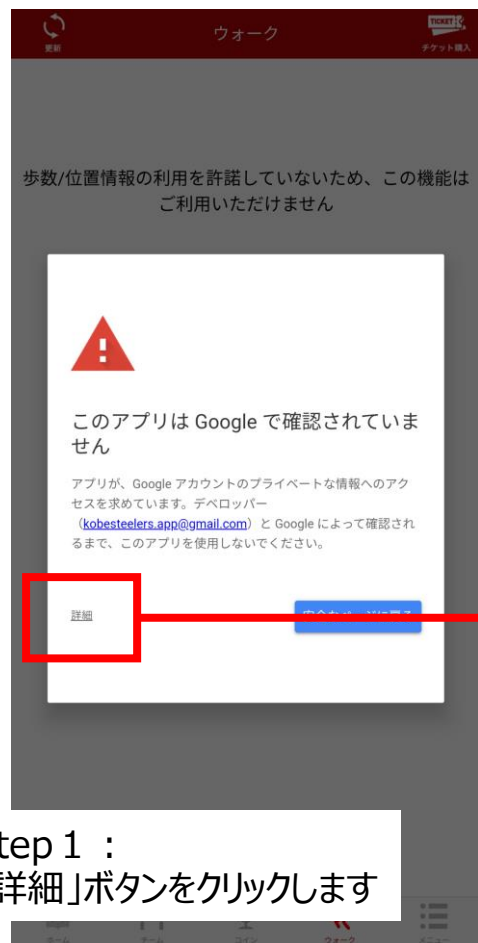 ウォーク
TICKET
更新
チケット購入
歩数/位置情報の利用を許諾していないため、この機能は
ご利用いただけません
このアプリは Google で確認されていま
せん
アプリが、Google アカウントのプライベートな情報へのアク
セスを求めています。デベロッパー
（kobesteelers.app@gmail.com）と Google によって確認され
るまで、このアプリを使用しないでください。
詳細
tep 1 ：
詳細」ボタンをクリックします
ウォーク
メニュー